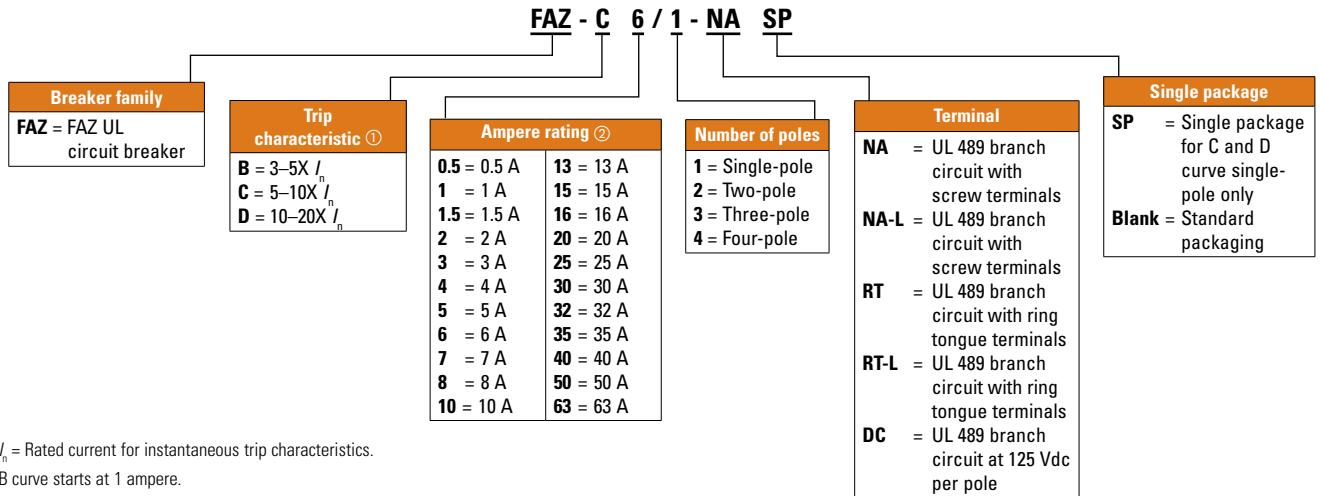 FAZ - C 6 / 1 - NA SP
Breaker family
FAZ = FAZ UL
circuit breaker
Trip
characteristic ①
B = 3–5X In
C = 5–10X In
D = 10–20X In
Ampere rating ②
0.5 = 0.5 A
1 = 1 A
1.5 = 1.5 A
2 = 2 A
3 = 3 A
4 = 4 A
5 = 5 A
6 = 6 A
7 = 7 A
8 = 8 A
10 = 10 A
13 = 13 A
15 = 15 A
16 = 16 A
20 = 20 A
25 = 25 A
30 = 30 A
32 = 32 A
35 = 35 A
40 = 40 A
50 = 50 A
63 = 63 A
Number of poles
1 = Single-pole
2 = Two-pole
3 = Three-pole
4 = Four-pole
Terminal
NA = UL 489 branch
circuit with
screw terminals
NA-L = UL 489 branch
circuit with
screw terminals
RT = UL 489 branch
circuit with ring
tongue terminals
RT-L = UL 489 branch
circuit with ring
tongue terminals
DC = UL 489 branch
circuit at 125 Vdc
per pole
Single package
SP = Single package
for C and D
curve single-
pole only
Blank = Standard
packaging
In = Rated current for instantaneous trip characteristics.
B curve starts at 1 ampere.